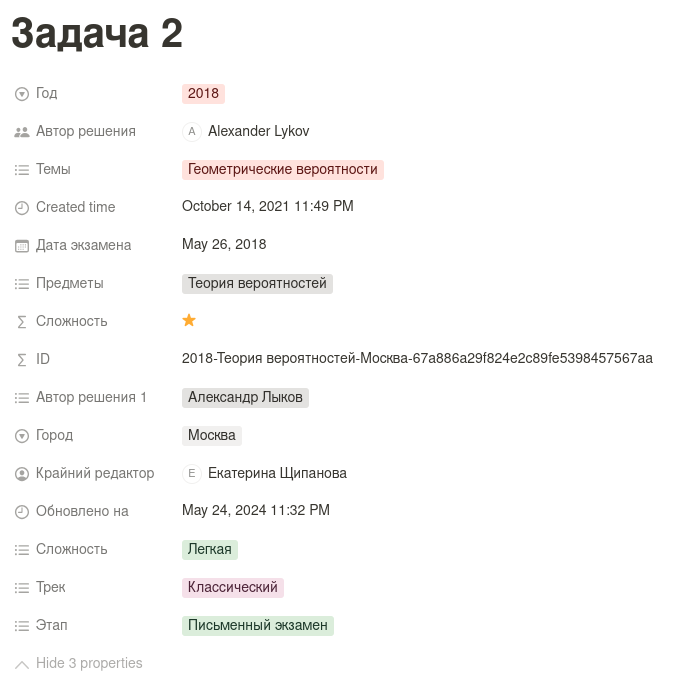 Задача 2
Год 2018
Автор решения A Alexander Lykov
Темы Геометрические вероятности
Created time October 14, 2021 11:49 PM
Дата экзамена May 26, 2018
Предметы Теория вероятностей
Сложность
ID 2018-Теория вероятностей-Москва-67a886a29f824e2c89fe5398457567aa
Автор решения 1 Александр Лыков
Город Москва
Крайний редактор E Екатерина Щипанова
Обновлено на May 24, 2024 11:32 PM
Сложность Легкая
Трек Классический
Этап Письменный экзамен
Hide 3 properties